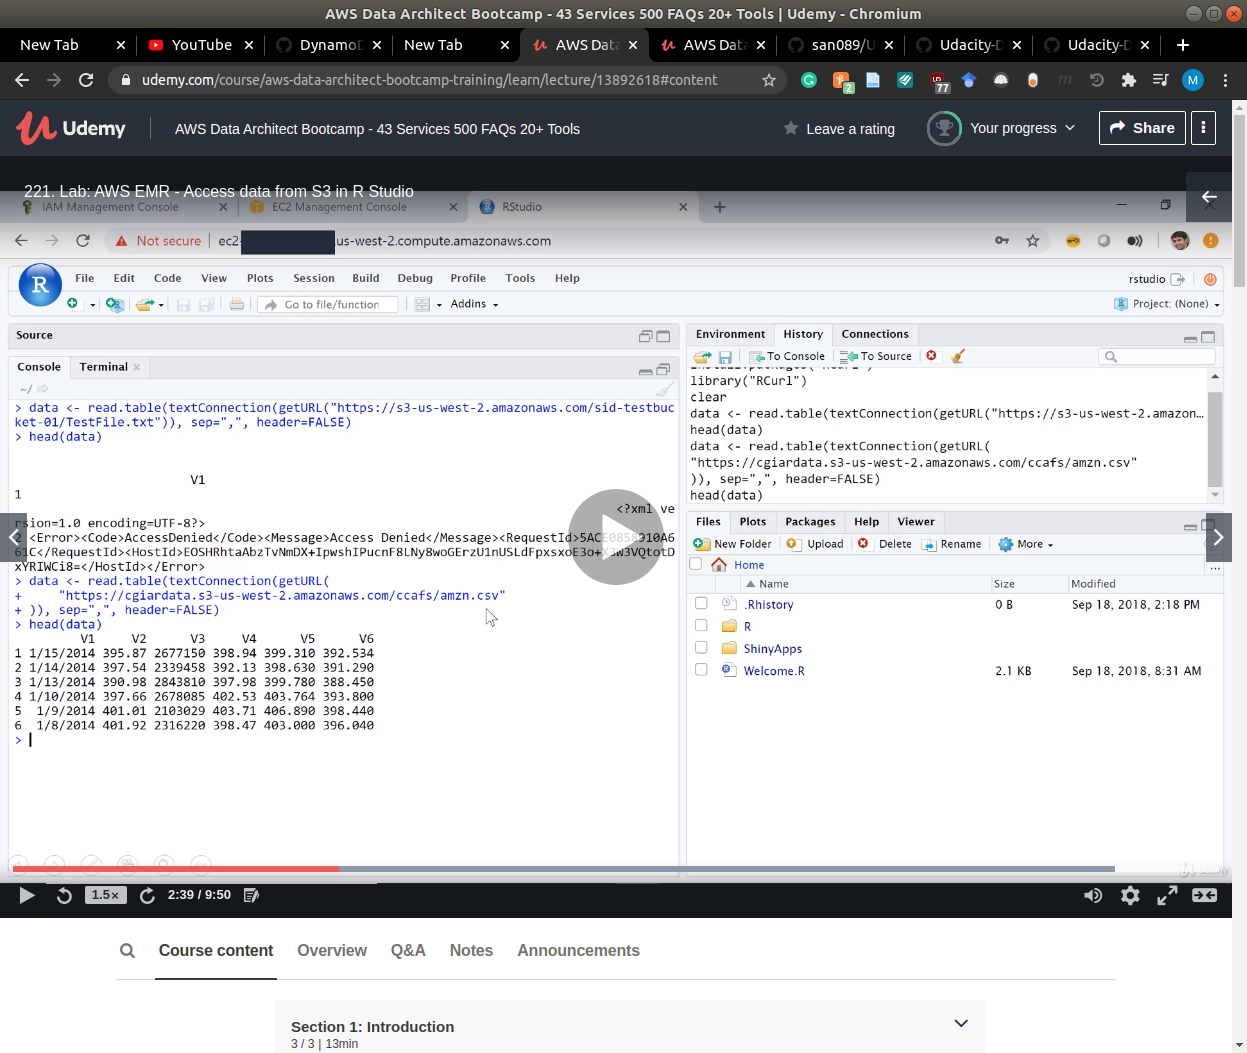 AWS Data Architect Bootcamp - 43 Services 500 FAQs 20+ Tools | Udemy - Chromium
New Tab YouTube Dynamo New Tab AWS Data AWS Data san089/U Udacity-D Udacity-D
udemy.com/course/aws-data-architect-bootcamp-training/learn/lecture/13892618#content
2 77 M
Udemy AWS Data Architect Bootcamp - 43 Services 500 FAQs 20+ Tools Leave a rating Your progress Share
221. Lab: AWS EMR - Access data from S3 in R Studio
IAM Management Console EC2 Management Console RStudio
Not secure | ec2- .us-west-2.compute.amazonaws.com
R
File Edit Code View Plots Session Build Debug Profile Tools Help rstudio
Go to file/function Addins Project: (None)
Source
Console Terminal
~/
> data <- read.table(textConnection(getURL("https://s3-us-west-2.amazonaws.com/sid-testbuc
ket-01/TestFile.txt")), sep=",", header=FALSE)
> head(data)
V1
1
<?xml ve
rsion=1.0 encoding=UTF-8?>
2 <Error><Code>AccessDenied</Code><Message>Access Denied</Message><RequestId>
61C</RequestId><HostId>
xYRIWCi8=</HostId></Error>
> data <- read.table(textConnection(getURL(
+ "https://cgiardata.s3-us-west-2.amazonaws.com/ccafs/amzn.csv"
+ )), sep=",", header=FALSE)
> head(data)
V1 V2 V3 V4 V5 V6
1 1/15/2014 395.87 2677150 398.94 399.310 392.534
2 1/14/2014 397.54 2339458 392.13 398.630 391.290
3 1/13/2014 390.98 2843810 397.98 399.780 388.450
4 1/10/2014 397.66 2678085 402.53 403.764 393.800
5 1/9/2014 401.01 2103029 403.71 406.890 398.440
6 1/8/2014 401.92 2316220 398.47 403.000 396.040
>
Environment History Connections
To Console To Source
library("RCurl")
clear
data <- read.table(textConnection(getURL("https://s3-us-west-2.amazon...
head(data)
data <- read.table(textConnection(getURL(
"https://cgiardata.s3-us-west-2.amazonaws.com/ccafs/amzn.csv"
)), sep=",", header=FALSE)
head(data)
Files Plots Packages Help Viewer
New Folder Upload Delete Rename More
Home ...
Name Size Modified
.Rhistory 0 B Sep 18, 2018, 2:18 PM
R
ShinyApps
Welcome.R 2.1 KB Sep 18, 2018, 8:31 AM
1.5× 2:39 / 9:50
Course content Overview Q&A Notes Announcements
Section 1: Introduction
3 / 3 | 13min